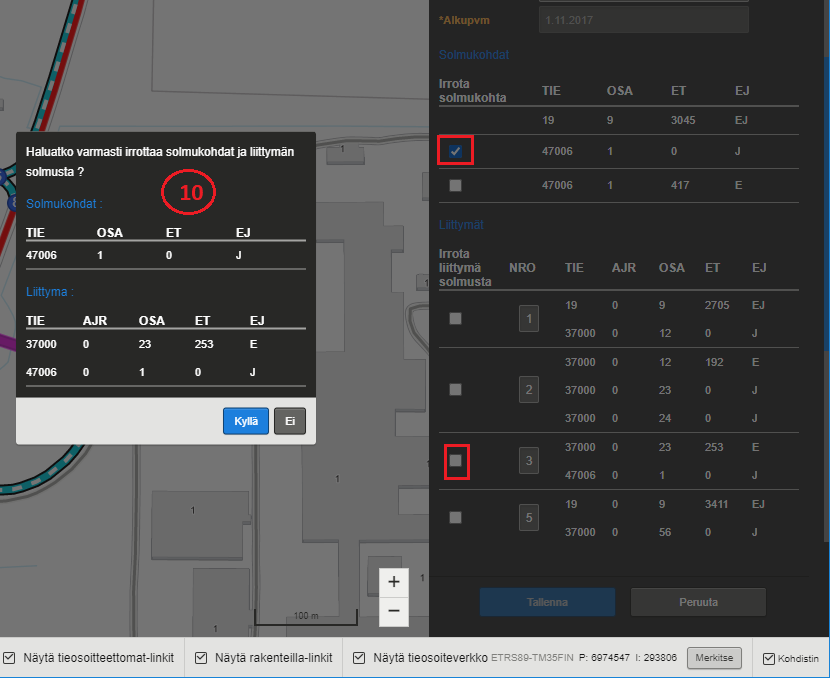 *Alkupvm 1.11.2017
Solmukohdat
Irrota
solmukohta TIE OSA ET EJ
19 9 3045 EJ
47006 1 0 J
47006 1 417 E
Liittymät
Irrota
liittymä
solmusta NRO TIE AJR OSA ET EJ
1 19 0 9 2705 EJ
37000 0 12 0 J
2 37000 0 12 192 E
37000 0 23 0 J
37000 0 24 0 J
3 37000 0 23 253 E
47006 0 1 0 J
5 19 0 9 3411 EJ
37000 0 56 0 J
Tallenna Peruuta
Haluatko varmasti irrottaa solmukohdat ja liittymän
solmusta ?
10
Solmukohdat :
TIE OSA ET EJ
47006 1 0 J
Liittyma :
TIE AJR OSA ET EJ
37000 0 23 253 E
47006 0 1 0 J
Kyllä Ei
1
1
1
1
1
1
+
−
100 m
Näytä tieosoitteettomat-linkit Näytä rakenteilla-linkit Näytä tieosoiteverkko ETRS89-TM35FIN P: 6974547 I: 293806 Merkitse Kohdistin